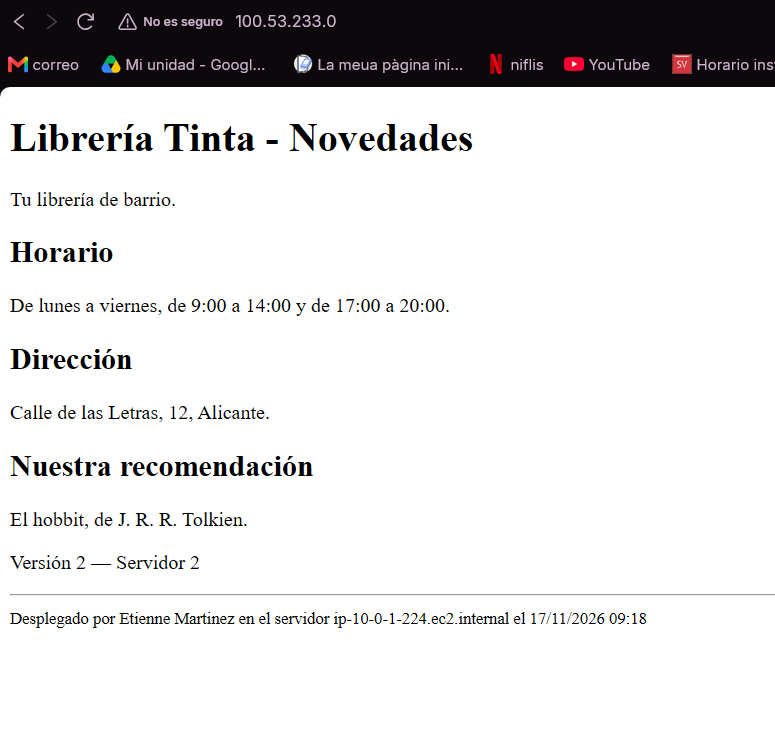 No es seguro 100.53.233.0
correo Mi unidad - Googl... La meua pàgina ini... niflis YouTube SV Horario inst
Librería Tinta - Novedades
Tu librería de barrio.
Horario
De lunes a viernes, de 9:00 a 14:00 y de 17:00 a 20:00.
Dirección
Calle de las Letras, 12, Alicante.
Nuestra recomendación
El hobbit, de J. R. R. Tolkien.
Versión 2 — Servidor 2
Desplegado por Etienne Martinez en el servidor ip-10-0-1-224.ec2.internal el 17/11/2026 09:18